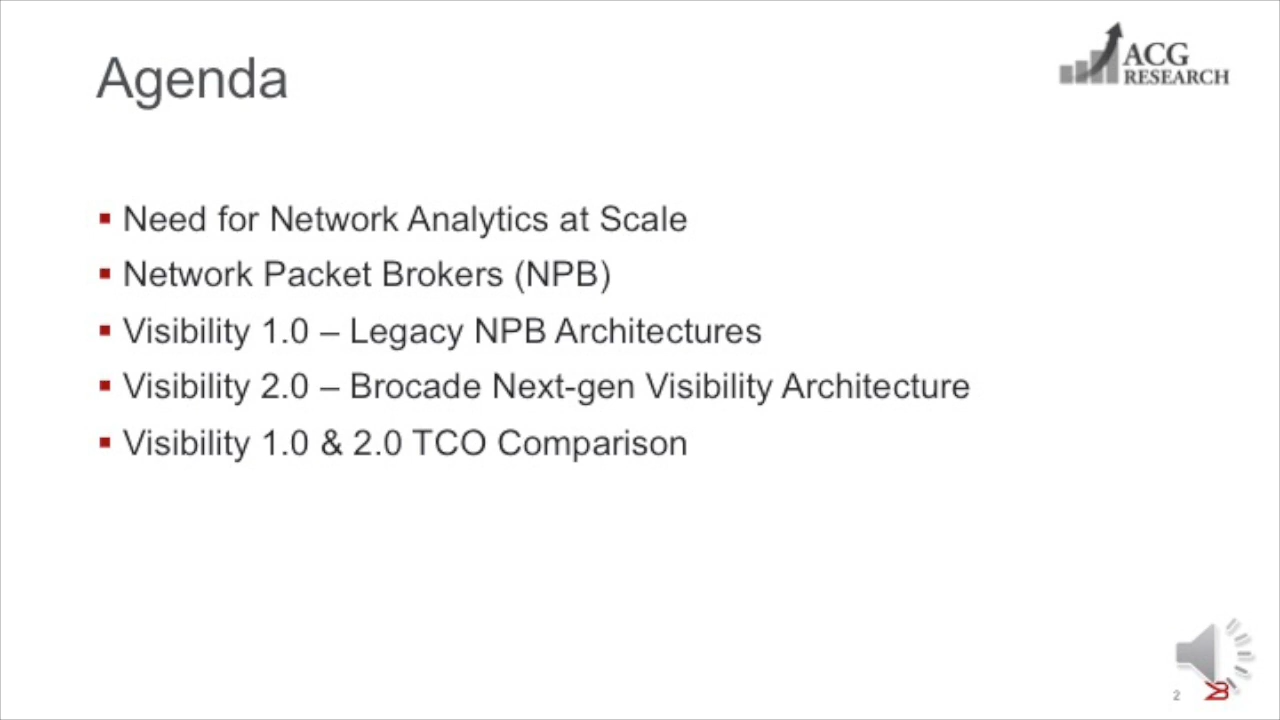 Agenda
ACG
RESEARCH
Need for Network Analytics at Scale
Network Packet Brokers (NPB)
Visibility 1.0 – Legacy NPB Architectures
Visibility 2.0 – Brocade Next-gen Visibility Architecture
Visibility 1.0 & 2.0 TCO Comparison
2